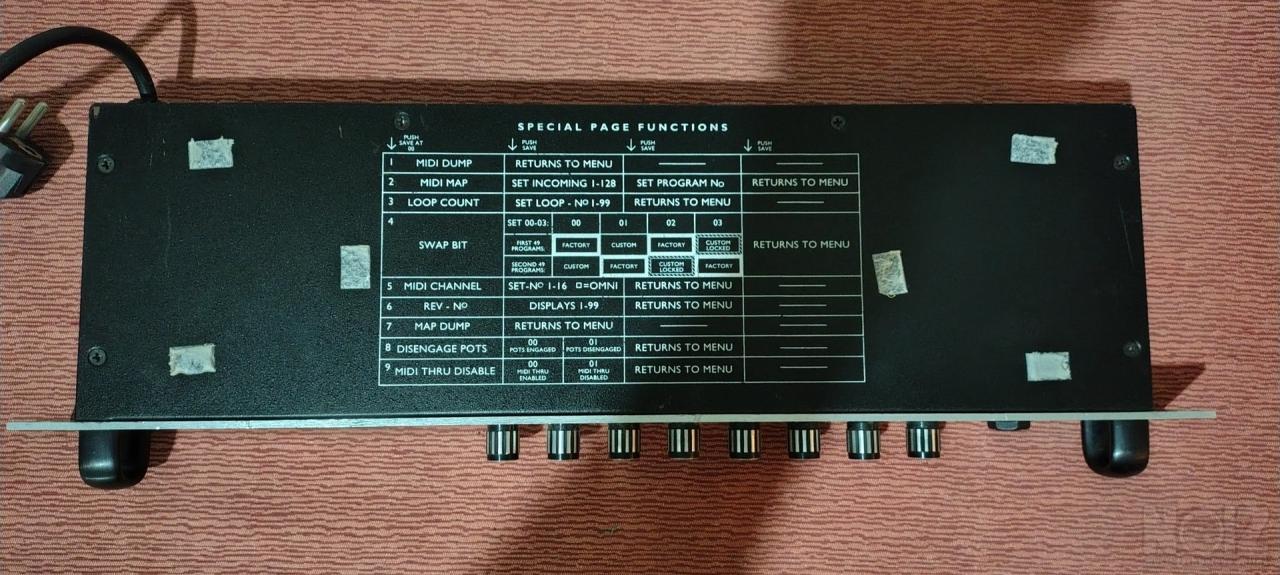 SPECIAL PAGE FUNCTIONS
PUSH SAVE AT 00 PUSH SAVE PUSH SAVE PUSH SAVE
1 MIDI DUMP RETURNS TO MENU
2 MIDI MAP SET INCOMING 1-128 SET PROGRAM No RETURNS TO MENU
3 LOOP COUNT SET LOOP - No 1-99 RETURNS TO MENU
4 SWAP BIT SET 00-03: 00 01 02 03 RETURNS TO MENU
FIRST 49 PROGRAMS: FACTORY CUSTOM FACTORY CUSTOM LOCKED
SECOND 49 PROGRAMS: CUSTOM FACTORY CUSTOM LOCKED FACTORY
5 MIDI CHANNEL SET-No 1-16 □=OMNI RETURNS TO MENU
6 REV - No DISPLAYS 1-99 RETURNS TO MENU
7 MAP DUMP RETURNS TO MENU
8 DISENGAGE POTS 00 POTS ENGAGED 01 POTS DISENGAGED RETURNS TO MENU
9 MIDI THRU DISABLE 00 MIDI THRU ENABLED 01 MIDI THRU DISABLED RETURNS TO MENU